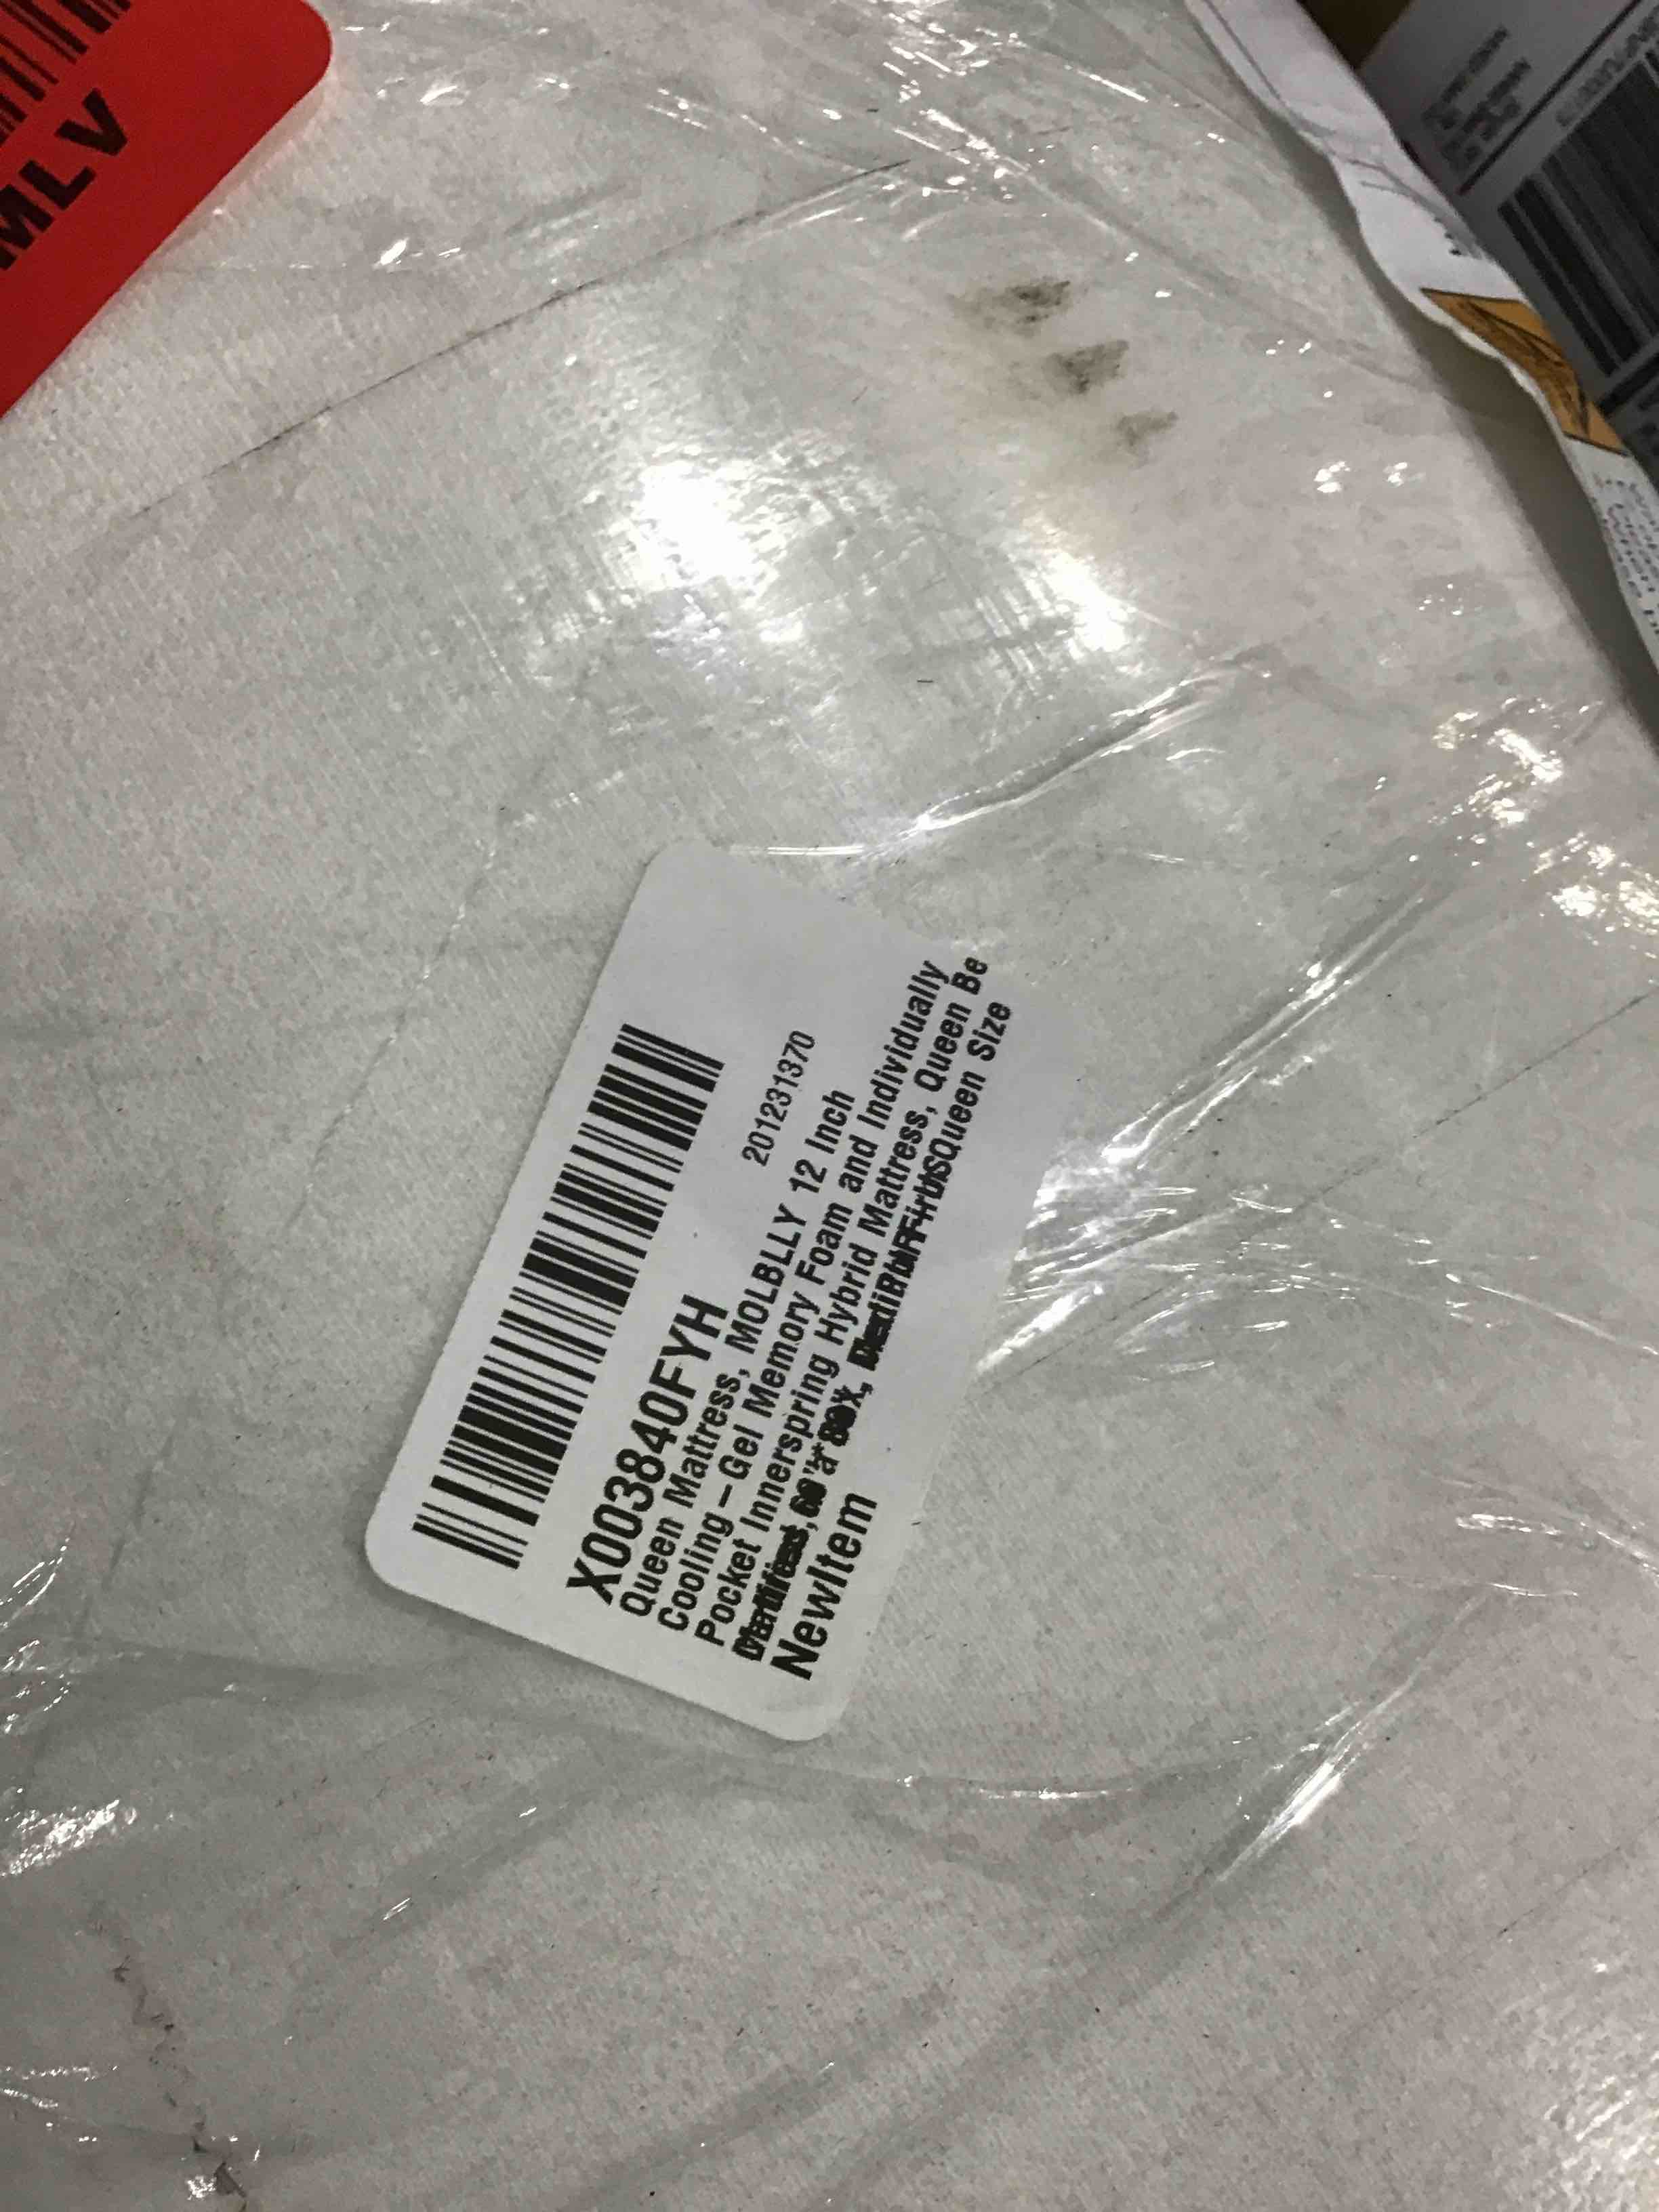 MLV
X003840FYH
201231370
Queen Mattress, MOLBLLY 12 Inch
Cooling – Gel Memory Foam and Individually
Pocket Innerspring Hybrid Mattress, Queen Be
Queen Size
NewItem